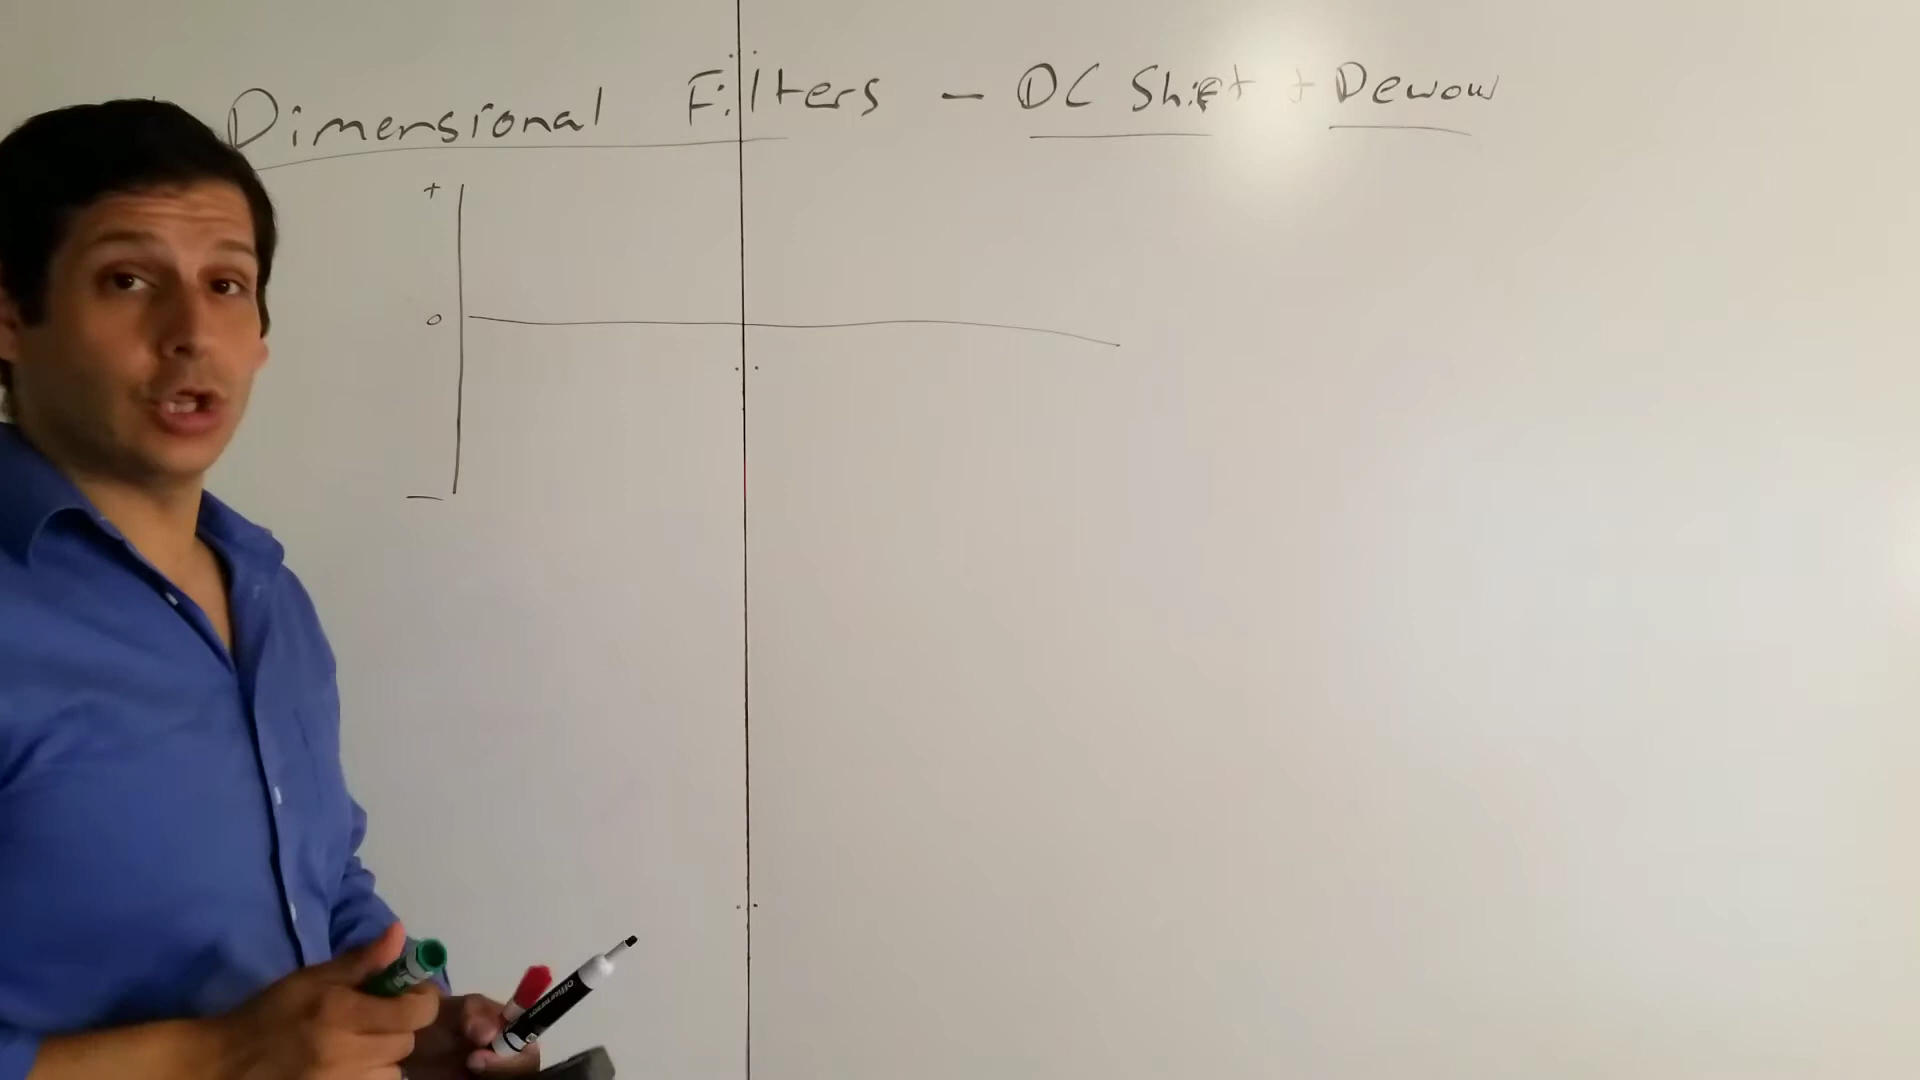 Dimensional Filters - DC Shift + Dewow
+
0
-